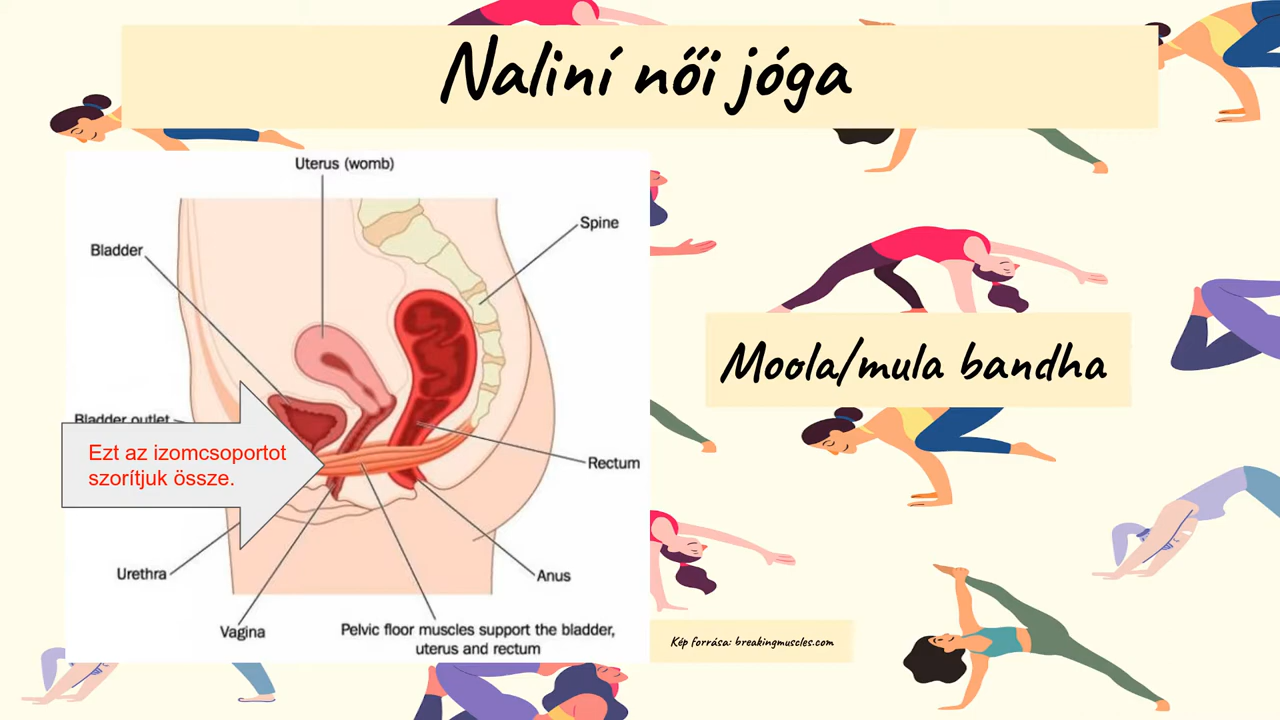 Naliní női jóga
Uterus (womb)
Spine
Bladder
Moola/mula bandha
Bladder outlet
Ezt az izomcsoportot
szorítjuk össze.
Rectum
Urethra
Anus
Vagina
Pelvic floor muscles support the bladder,
uterus and rectum
Kép forrása: breakingmuscles.com